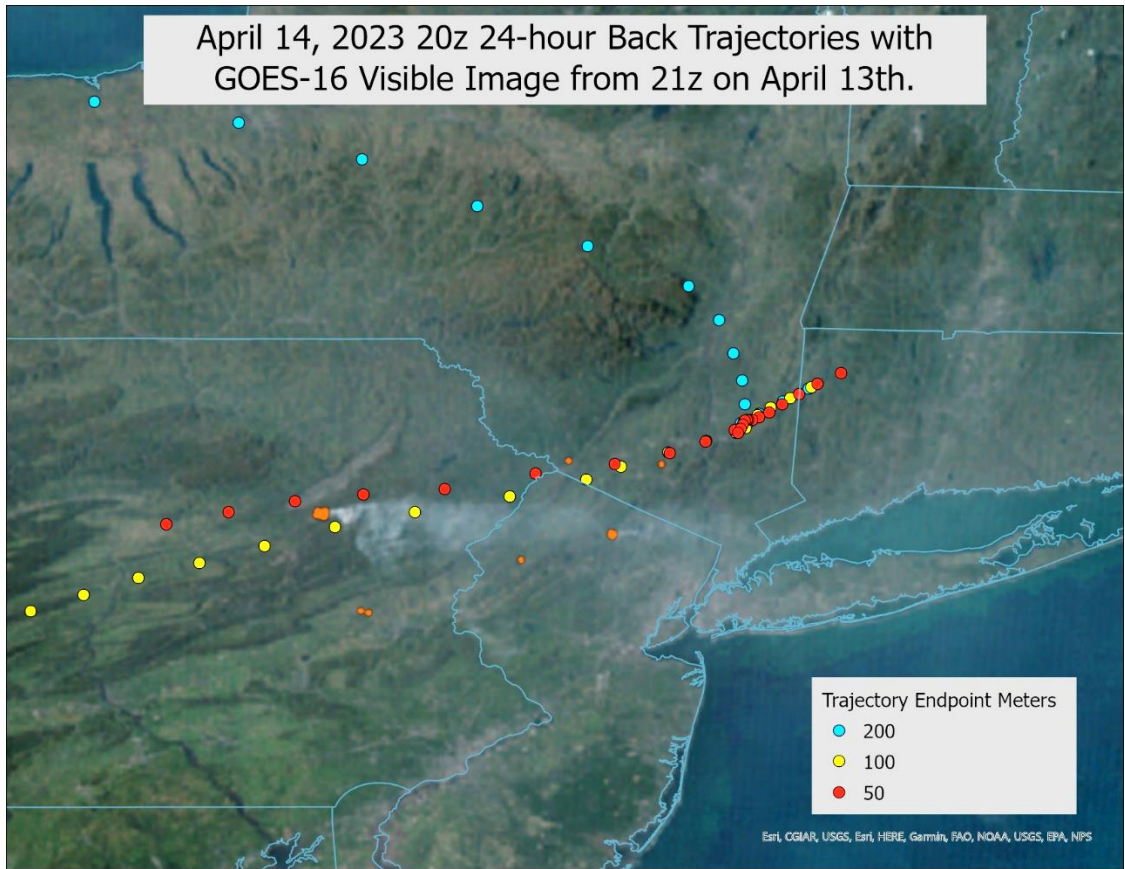 April 14, 2023 20z 24-hour Back Trajectories with
GOES-16 Visible Image from 21z on April 13th.
Trajectory Endpoint Meters
200
100
50
Esri, CGIAR, USGS, Esri, HERE, Garmin, FAO, NOAA, USGS, EPA, NPS